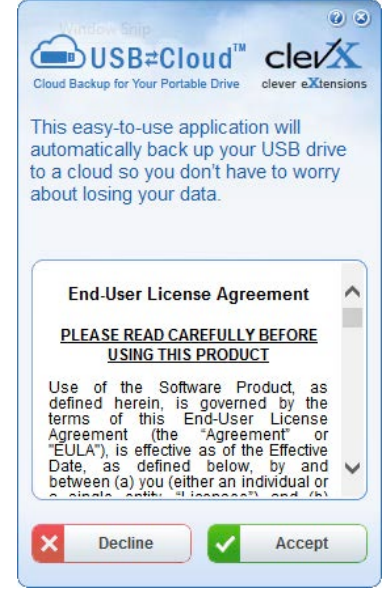 Window Snip
USB⇄Cloud™
Cloud Backup for Your Portable Drive
clevX
clever eXtensions
This easy-to-use application will
automatically back up your USB drive
to a cloud so you don't have to worry
about losing your data.
End-User License Agreement
PLEASE READ CAREFULLY BEFORE
USING THIS PRODUCT
Use of the Software Product, as
defined herein, is governed by the
terms of this End-User License
Agreement (the “Agreement” or
"EULA"), is effective as of the Effective
Date, as defined below, by and
between (a) you (either an individual or
a single entity “Licensee”) and (b)
Decline
Accept